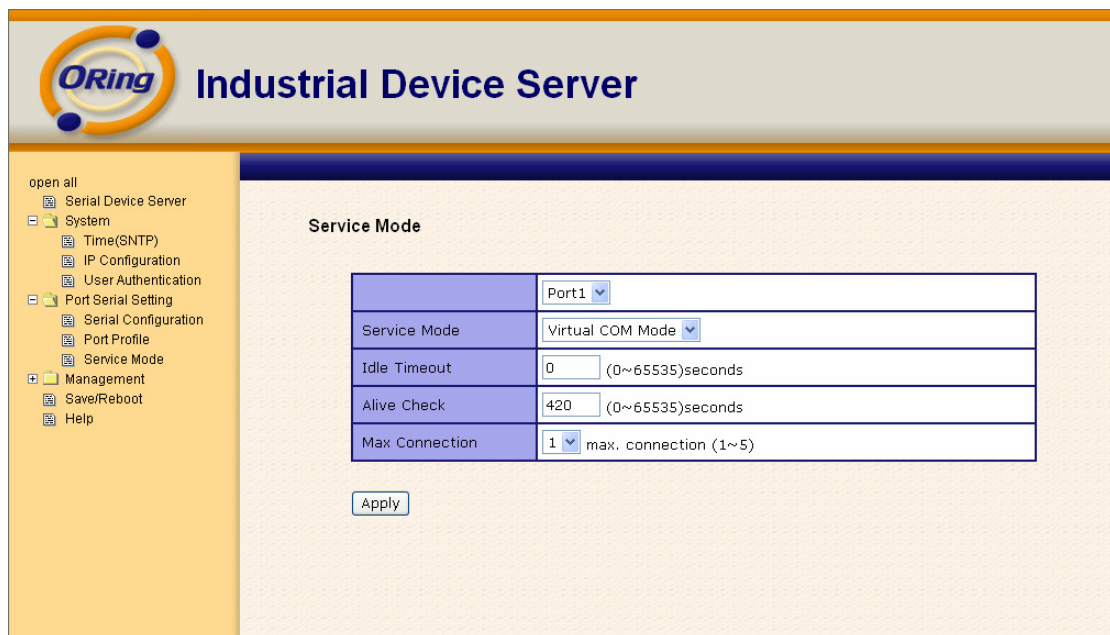 ORing
Industrial Device Server
open all
Serial Device Server
System
Time(SNTP)
IP Configuration
User Authentication
Port Serial Setting
Serial Configuration
Port Profile
Service Mode
Management
Save/Reboot
Help
Service Mode
Port1
Service Mode Virtual COM Mode
Idle Timeout 0 (0~65535)seconds
Alive Check 420 (0~65535)seconds
Max Connection 1 max. connection (1~5)
Apply